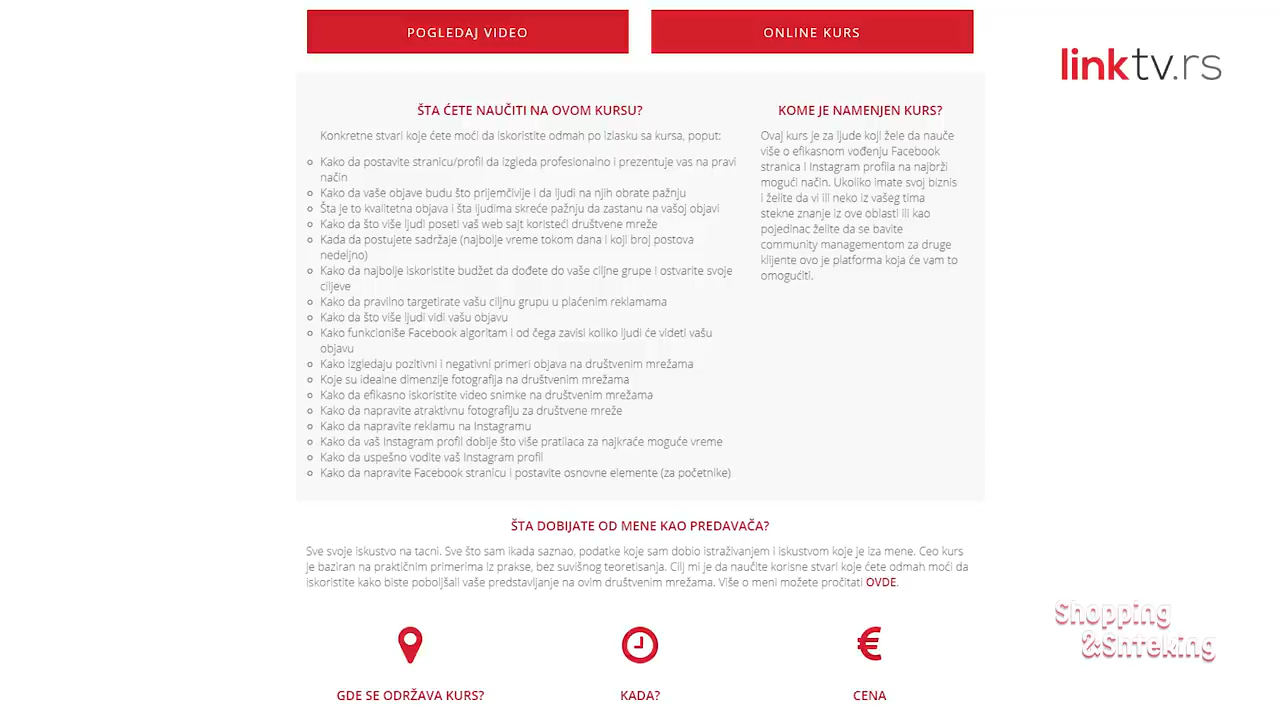 POGLEDAJ VIDEO
ONLINE KURS
linktv.rs
ŠTA ĆETE NAUČITI NA OVOM KURSU?
Konkretne stvari koje ćete moći da iskoristite odmah po izlasku sa kursa, poput:
Kako da postavite stranicu/profil da izgleda profesionalno i prezentuje vas na pravi
način
Kako da vaše objave budu što prijemčivije i da ljudi na njih obrate pažnju
Šta je to kvalitetna objava i šta ljudima skreće pažnju da zastanu na vašoj objavi
Kako da što više ljudi poseti vaš web sajt koristeći društvene mreže
Kada da postujete sadržaje (najbolje vreme tokom dana i koji broj postova
nedeljno)
Kako da najbolje iskoristite budžet da dođete do vaše ciljne grupe i ostvarite svoje
ciljeve
Kako da pravilno targetirate vašu ciljnu grupu u plaćenim reklamama
Kako da što više ljudi vidi vašu objavu
Kako funkcioniše Facebook algoritam i od čega zavisi koliko ljudi će videti vašu
objavu
Kako izgledaju pozitivni i negativni primeri objava na društvenim mrežama
Koje su idealne dimenzije fotografija na društvenim mrežama
Kako da efikasno iskoristite video snimke na društvenim mrežama
Kako da napravite atraktivnu fotografiju za društvene mreže
Kako da napravite reklamu na Instagramu
Kako da vaš Instagram profil dobije što više pratilaca za najkraće moguće vreme
Kako da uspešno vodite vaš Instagram profil
Kako da napravite Facebook stranicu i postavite osnovne elemente (za početnike)
KOME JE NAMENJEN KURS?
Ovaj kurs je za ljude koji žele da nauče
više o efikasnom vođenju Facebook
stranica i Instagram profila na najbrži
mogući način. Ukoliko imate svoj biznis
i želite da vi ili neko iz vašeg tima
stekne znanje iz ove oblasti ili kao
pojedinac želite da se bavite
community managementom za druge
klijente ovo je platforma koja će vam to
omogućiti.
ŠTA DOBIJATE OD MENE KAO PREDAVAČA?
Sve svoje iskustvo na tacni. Sve što sam ikada saznao, podatke koje sam dobio istraživanjem i iskustvom koje je iza mene. Ceo kurs
je baziran na praktičnim primerima iz prakse, bez suvišnog teoretisanja. Cilj mi je da naučite korisne stvari koje ćete odmah moći da
iskoristite kako biste poboljšali vaše predstavljanje na ovim društvenim mrežama. Više o meni možete pročitati OVDE.
Shopping
&Shteking
GDE SE ODRŽAVA KURS?
KADA?
CENA